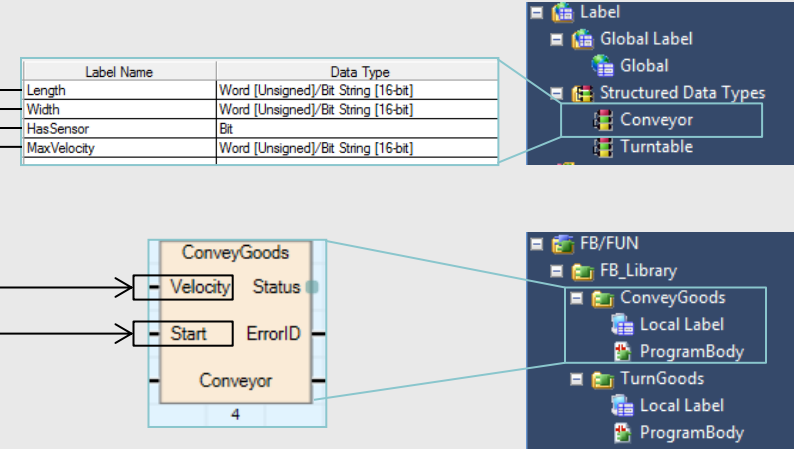 Label Name Data Type
Length Word [Unsigned]/Bit String [16-bit]
Width Word [Unsigned]/Bit String [16-bit]
HasSensor Bit
MaxVelocity Word [Unsigned]/Bit String [16-bit]
Label
Global Label
Global
Structured Data Types
Conveyor
Turntable
ConveyGoods
Velocity Status
Start ErrorID
Conveyor
4
FB/FUN
FB_Library
ConveyGoods
Local Label
ProgramBody
TurnGoods
Local Label
ProgramBody